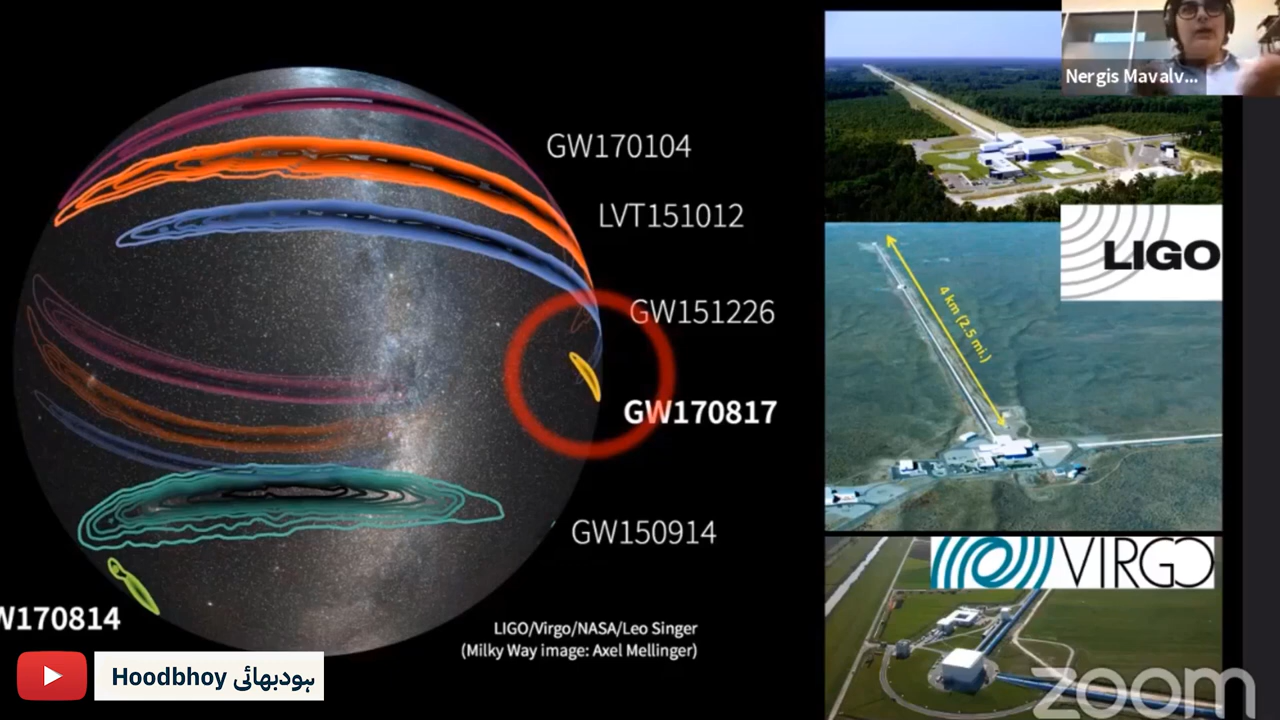 Nergis Mavalv...
GW170104
LVT151012
LIGO
4 km (2.5 mi.)
GW151226
GW170817
GW150914
VIRGO
W170814
LIGO/Virgo/NASA/Leo Singer
(Milky Way image: Axel Mellinger)
Hoodbhoy ہودبھائی
zoom